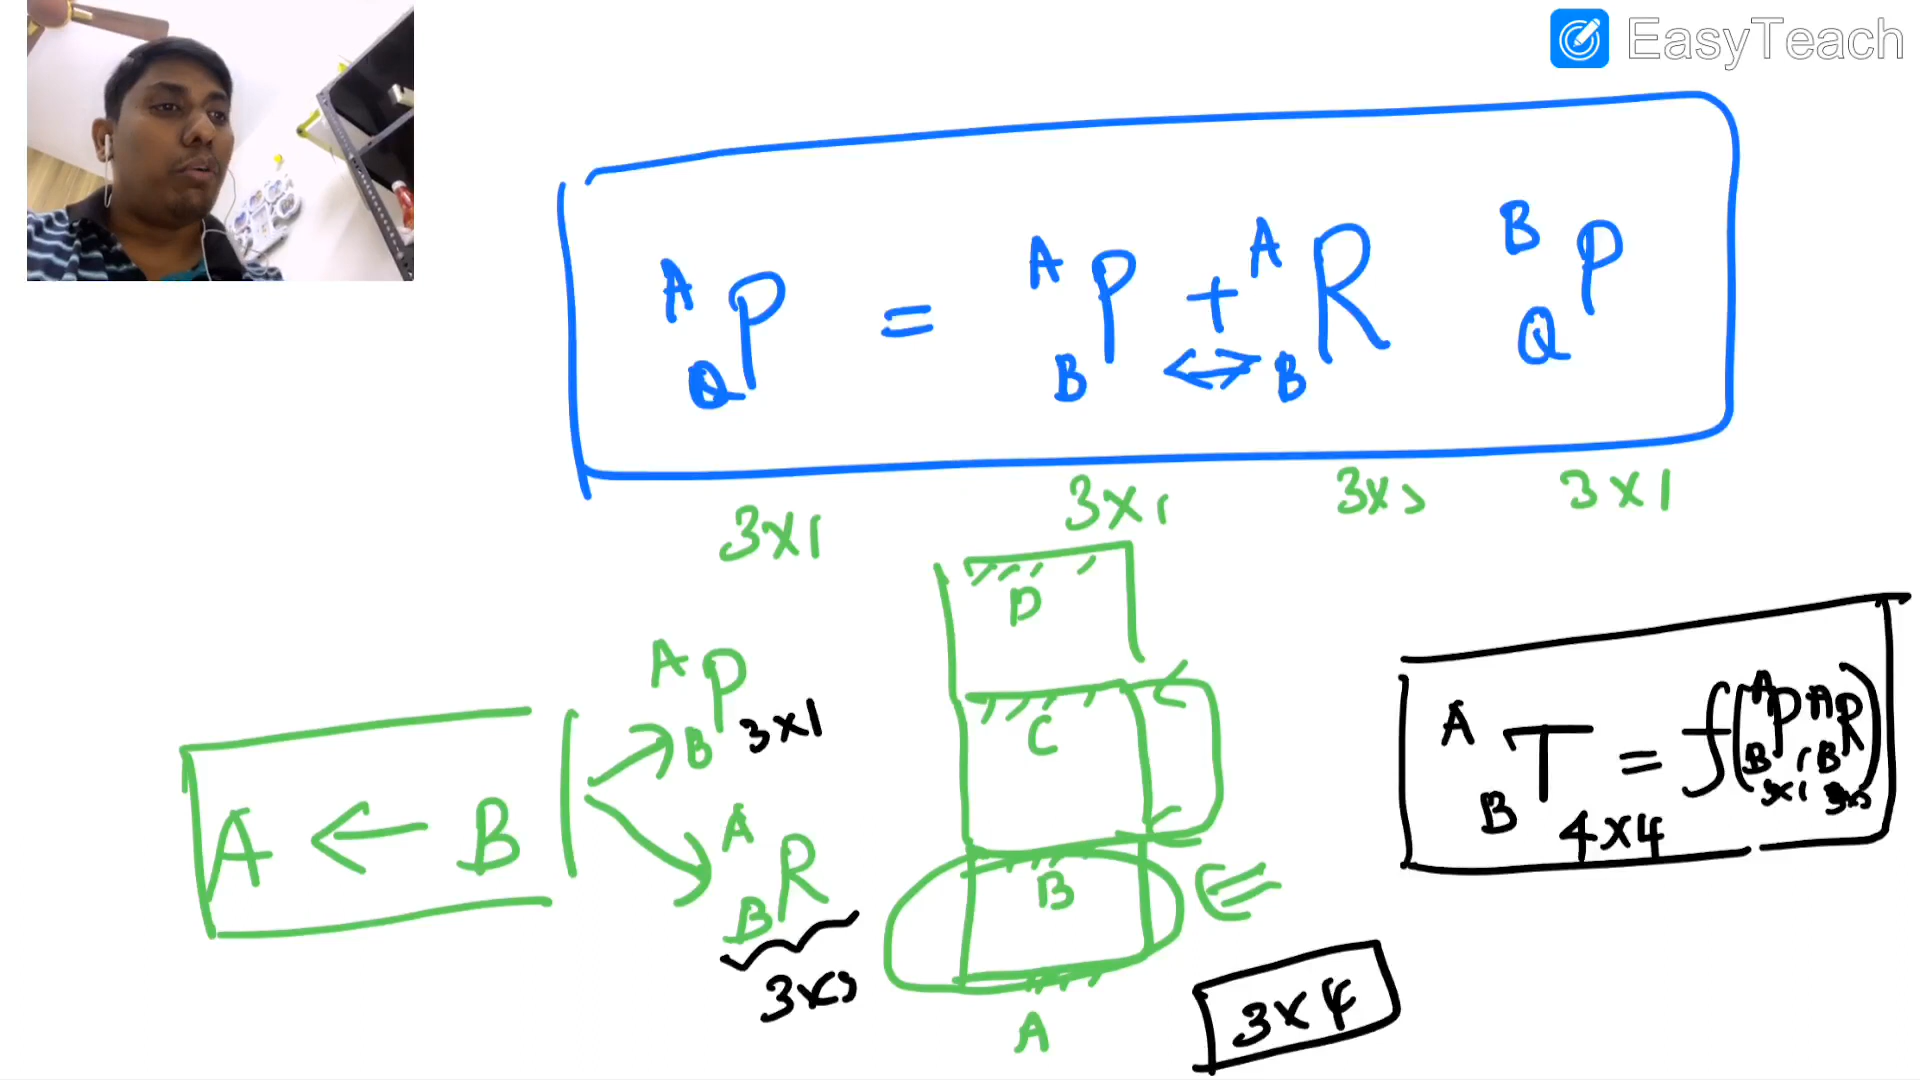 EasyTeach
A P = A P + A R B P
Q B ↔ B Q
3x1 3x1 3x3 3x1
D
A P
B 3x1
C
A ← B
A R
B
3x3
B
A
A T = f(A P, A R)
B 4x4 B B
3x1 3x3
3x4